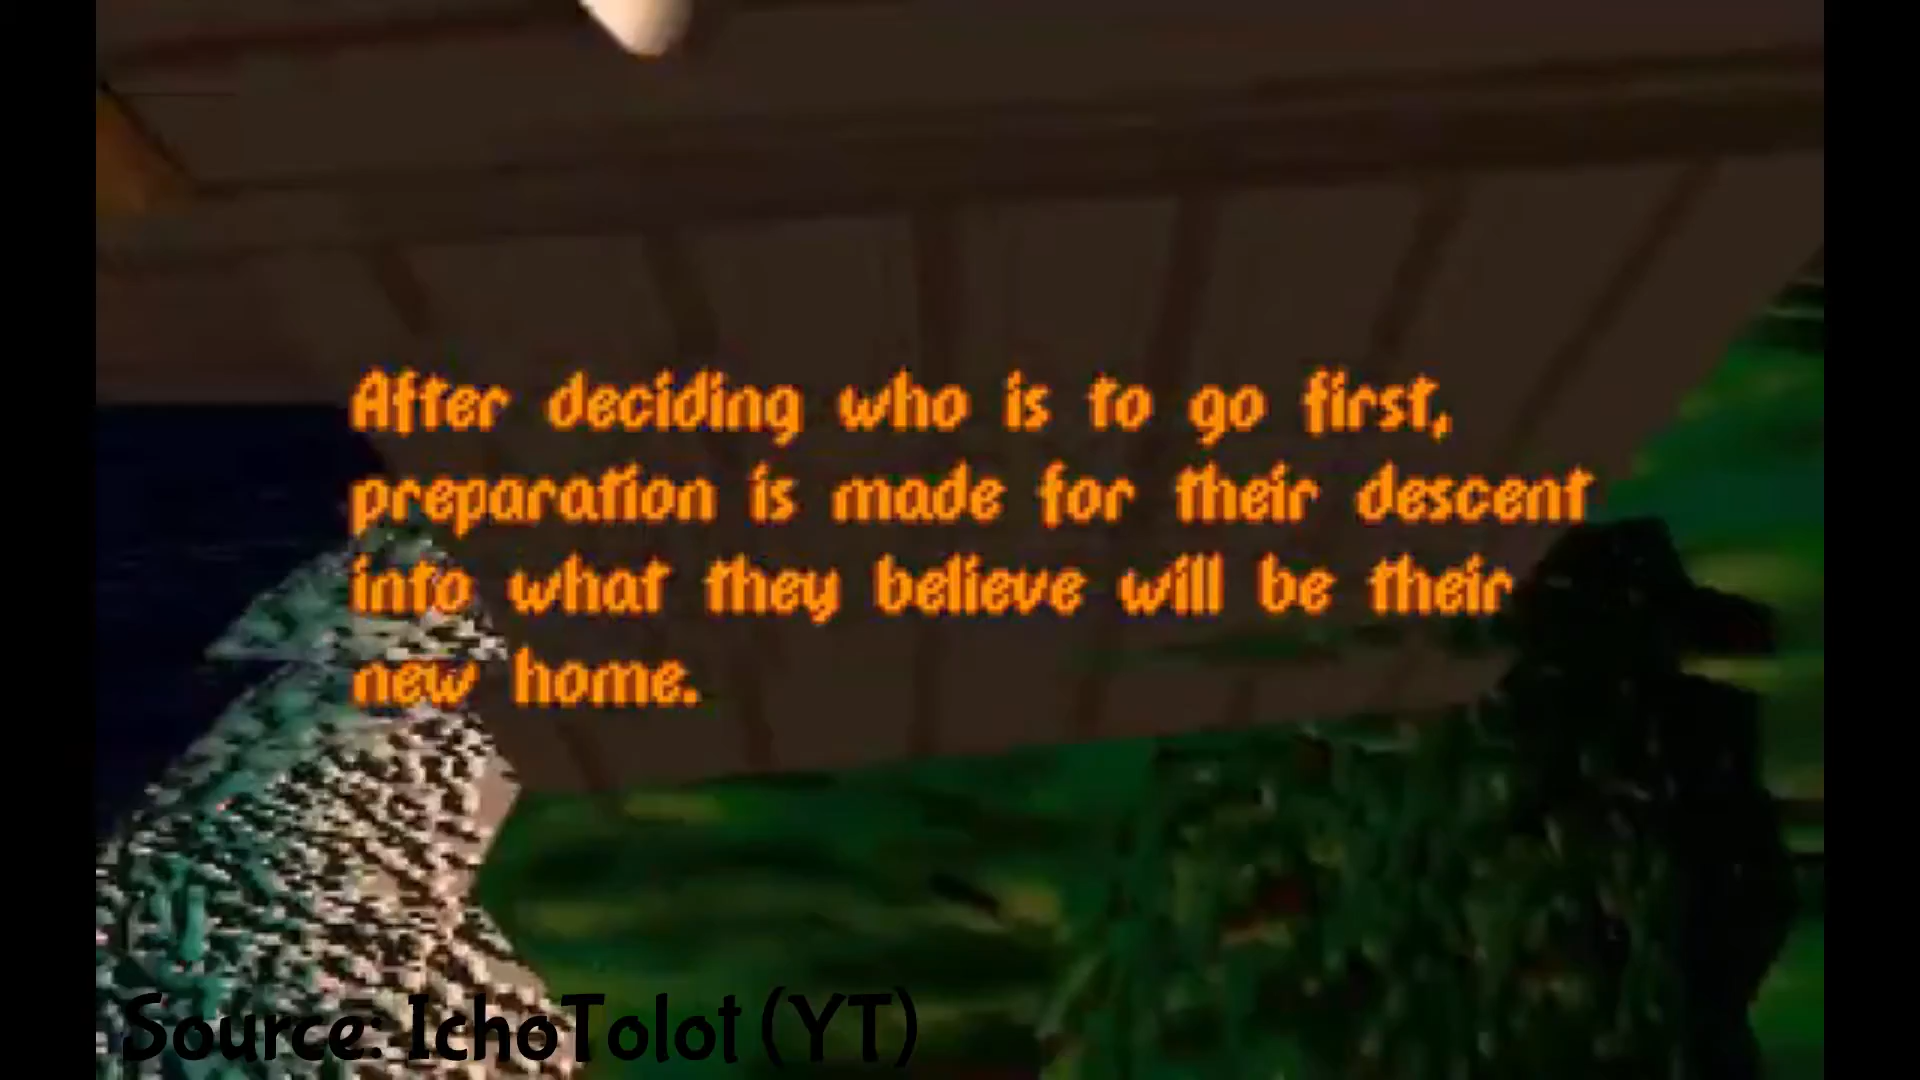 After deciding who is to go first,
preparation is made for their descent
into what they believe will be their
new home.
Source: IchoTolot (YT)